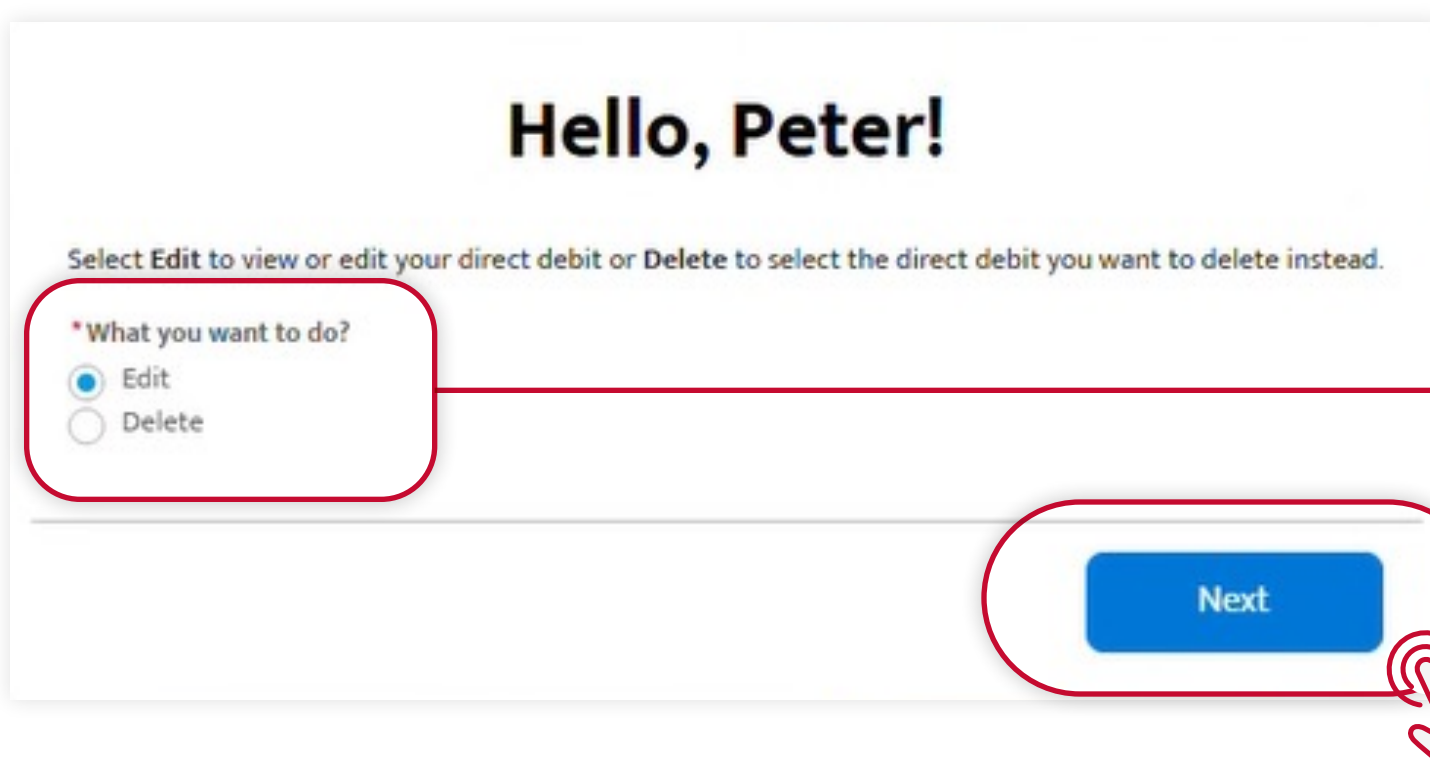 Hello, Peter!
Select Edit to view or edit your direct debit or Delete to select the direct debit you want to delete instead.
*What you want to do?
Edit
Delete
Next